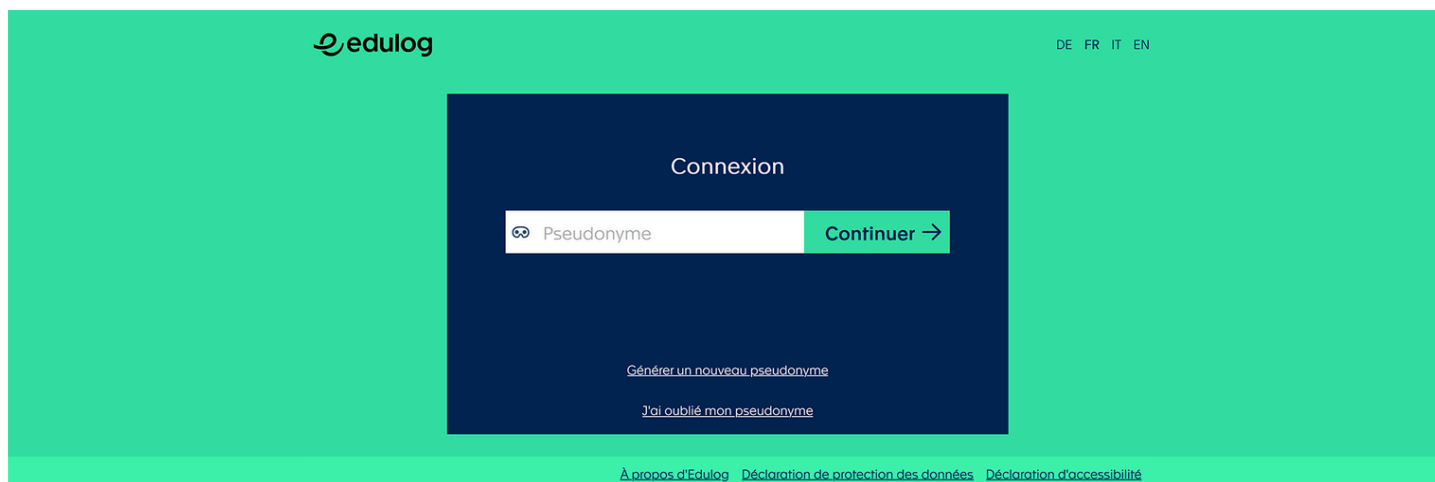 edulog
DE FR IT EN
Connexion
Pseudonyme
Continuer →
Générer un nouveau pseudonyme
J'ai oublié mon pseudonyme
À propos d'Edulog Déclaration de protection des données Déclaration d'accessibilité